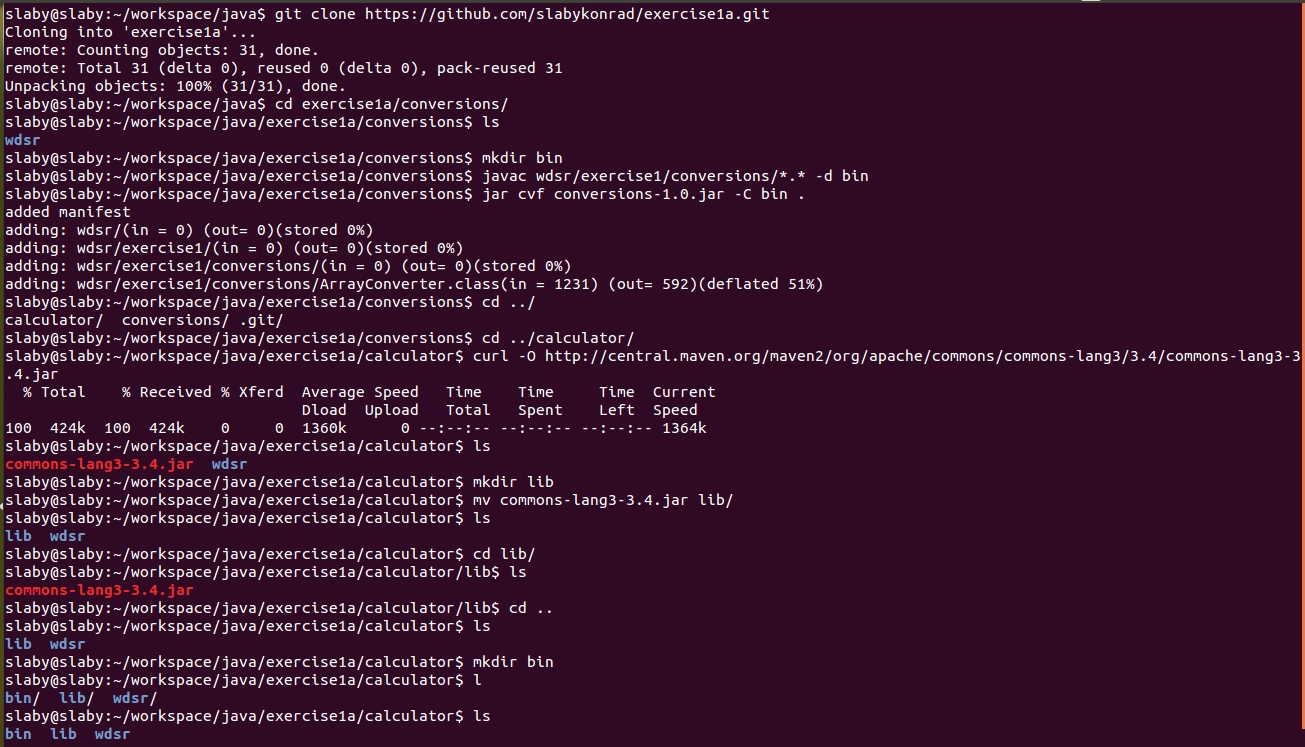 slaby@slaby:~/workspace/java$ git clone https://github.com/slabykonrad/exercise1a.git
Cloning into 'exercise1a'...
remote: Counting objects: 31, done.
remote: Total 31 (delta 0), reused 0 (delta 0), pack-reused 31
Unpacking objects: 100% (31/31), done.
slaby@slaby:~/workspace/java$ cd exercise1a/conversions/
slaby@slaby:~/workspace/java/exercise1a/conversions$ ls
wdsr
slaby@slaby:~/workspace/java/exercise1a/conversions$ mkdir bin
slaby@slaby:~/workspace/java/exercise1a/conversions$ javac wdsr/exercise1/conversions/*.* -d bin
slaby@slaby:~/workspace/java/exercise1a/conversions$ jar cvf conversions-1.0.jar -C bin .
added manifest
adding: wdsr/(in = 0) (out= 0)(stored 0%)
adding: wdsr/exercise1/(in = 0) (out= 0)(stored 0%)
adding: wdsr/exercise1/conversions/(in = 0) (out= 0)(stored 0%)
adding: wdsr/exercise1/conversions/ArrayConverter.class(in = 1231) (out= 592)(deflated 51%)
slaby@slaby:~/workspace/java/exercise1a/conversions$ cd ../
calculator/  conversions/ .git/
slaby@slaby:~/workspace/java/exercise1a/conversions$ cd ../calculator/
slaby@slaby:~/workspace/java/exercise1a/calculator$ curl -O http://central.maven.org/maven2/org/apache/commons/commons-lang3/3.4/commons-lang3-3
.4.jar
  % Total    % Received % Xferd  Average Speed   Time    Time     Time  Current
                                 Dload  Upload   Total   Spent    Left  Speed
100  424k  100  424k    0     0  1360k      0 --:--:-- --:--:-- --:--:-- 1364k
slaby@slaby:~/workspace/java/exercise1a/calculator$ ls
commons-lang3-3.4.jar  wdsr
slaby@slaby:~/workspace/java/exercise1a/calculator$ mkdir lib
slaby@slaby:~/workspace/java/exercise1a/calculator$ mv commons-lang3-3.4.jar lib/
slaby@slaby:~/workspace/java/exercise1a/calculator$ ls
lib  wdsr
slaby@slaby:~/workspace/java/exercise1a/calculator$ cd lib/
slaby@slaby:~/workspace/java/exercise1a/calculator/lib$ ls
commons-lang3-3.4.jar
slaby@slaby:~/workspace/java/exercise1a/calculator/lib$ cd ..
slaby@slaby:~/workspace/java/exercise1a/calculator$ ls
lib  wdsr
slaby@slaby:~/workspace/java/exercise1a/calculator$ mkdir bin
slaby@slaby:~/workspace/java/exercise1a/calculator$ l
bin/  lib/  wdsr/
slaby@slaby:~/workspace/java/exercise1a/calculator$ ls
bin  lib  wdsr